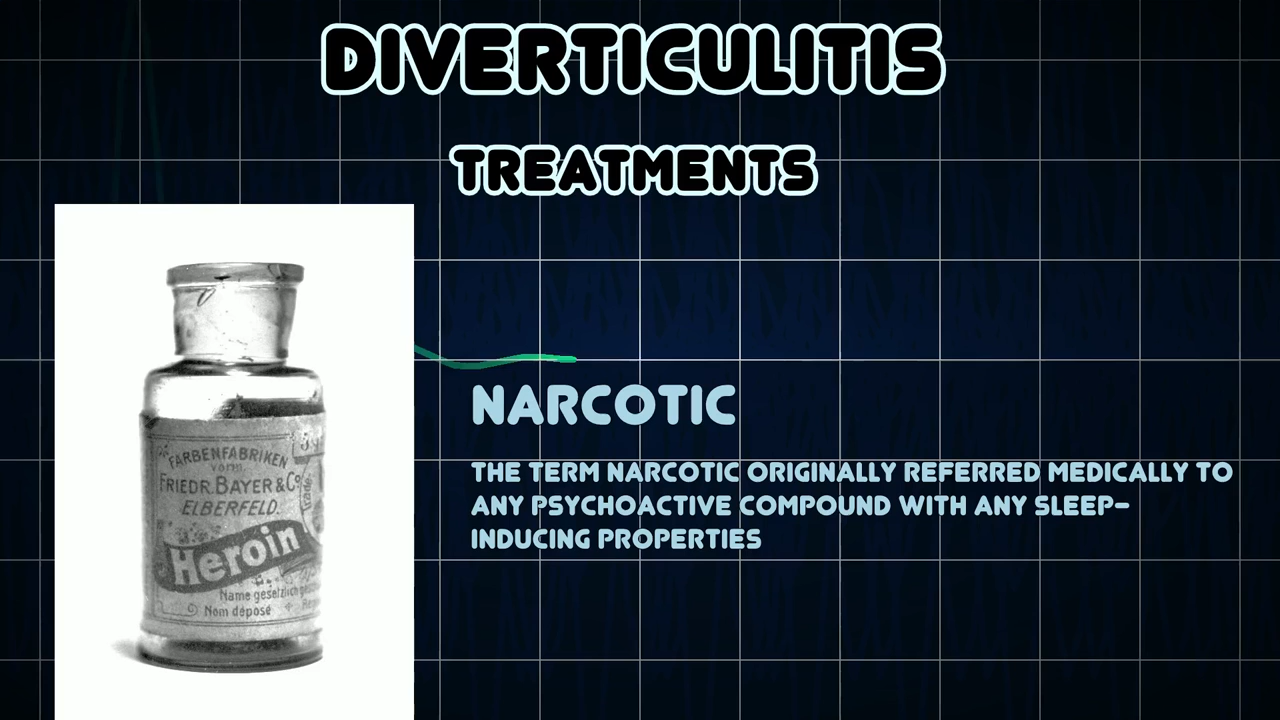 DIVERTICULITIS
TREATMENTS
FARBENFABRIKEN
vorm.
FRIEDR. BAYER & Co
ELBERFELD.
Heroin
Name gesetzlich
Nom déposé
NARCOTIC
THE TERM NARCOTIC ORIGINALLY REFERRED MEDICALLY TO
ANY PSYCHOACTIVE COMPOUND WITH ANY SLEEP-
INDUCING PROPERTIES